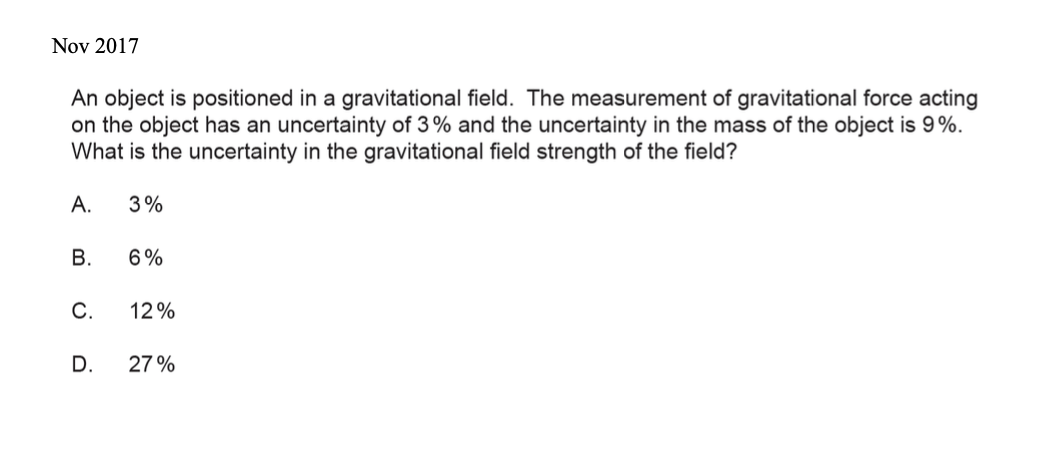 Nov 2017
An object is positioned in a gravitational field. The measurement of gravitational force acting
on the object has an uncertainty of 3% and the uncertainty in the mass of the object is 9%.
What is the uncertainty in the gravitational field strength of the field?
A. 3%
B. 6%
C. 12%
D. 27%